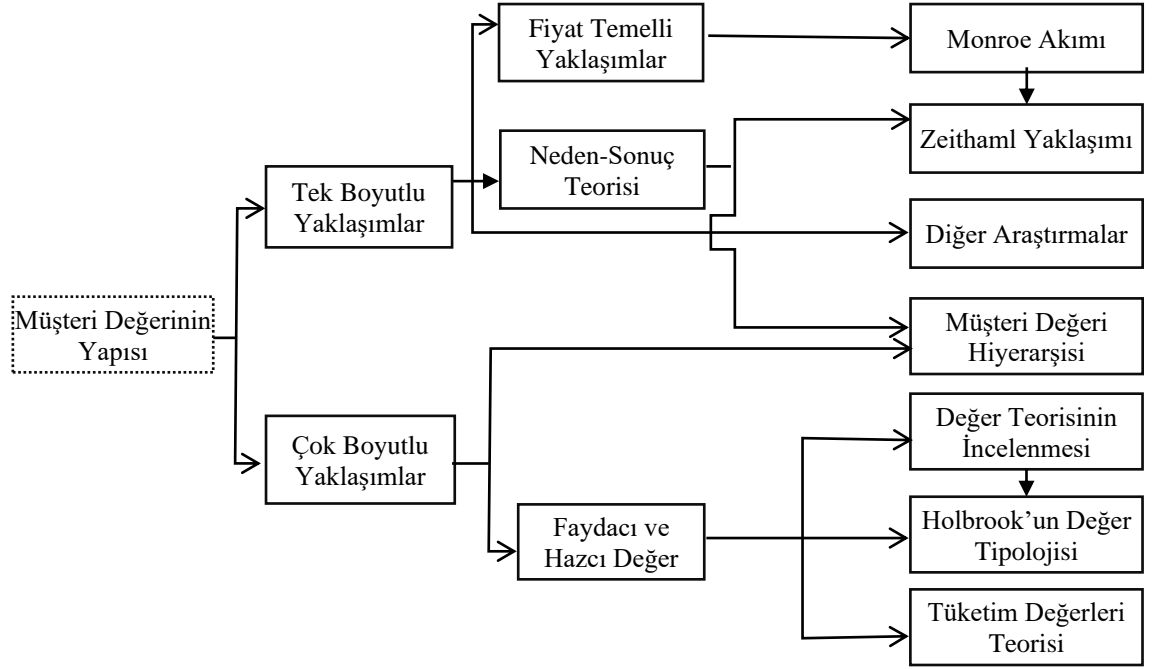 Fiyat Temelli
Yaklaşımlar
Monroe Akımı
Zeithaml Yaklaşımı
Neden-Sonuç
Teorisi
Tek Boyutlu
Yaklaşımlar
Diğer Araştırmalar
Müşteri Değerinin
Yapısı
Müşteri Değeri
Hiyerarşisi
Çok Boyutlu
Yaklaşımlar
Değer Teorisinin
İncelenmesi
Faydacı ve
Hazcı Değer
Holbrook’un Değer
Tipolojisi
Tüketim Değerleri
Teorisi